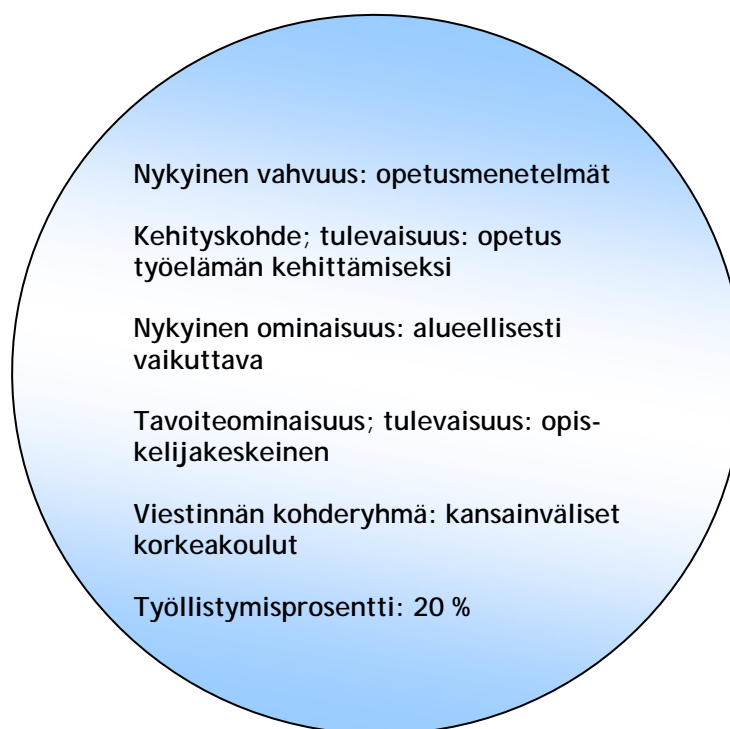 Nykyinen vahvuus: opetusmenetelmät
Kehityskohde; tulevaisuus: opetus
työelämän kehittämiseksi
Nykyinen ominaisuus: alueellisesti
vaikuttava
Tavoiteominaisuus; tulevaisuus: opis-
kelijakeskeinen
Viestinnän kohderyhmä: kansainväliset
korkeakoulut
Työllistymisprosentti: 20 %